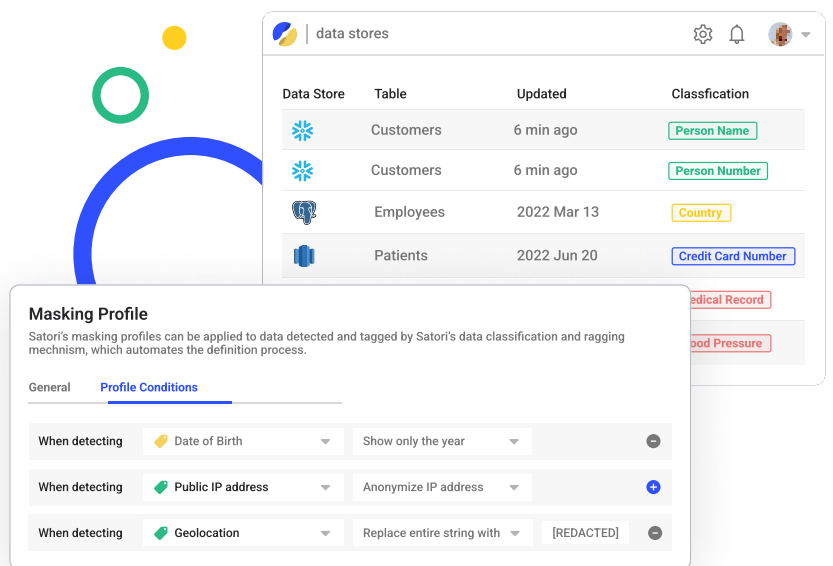 data stores
Data Store Table Updated Classfication
Customers 6 min ago Person Name
Customers 6 min ago Person Number
Employees 2022 Mar 13 Country
Patients 2022 Jun 20 Credit Card Number
Record
Pressure
Masking Profile
Satori's masking profiles can be applied to data detected and tagged by Satori's data classification and ragging
mechnism, which automates the definition process.
General Profile Conditions
When detecting Date of Birth Show only the year
When detecting Public IP address Anonymize IP address
When detecting Geolocation Replace entire string with [REDACTED]